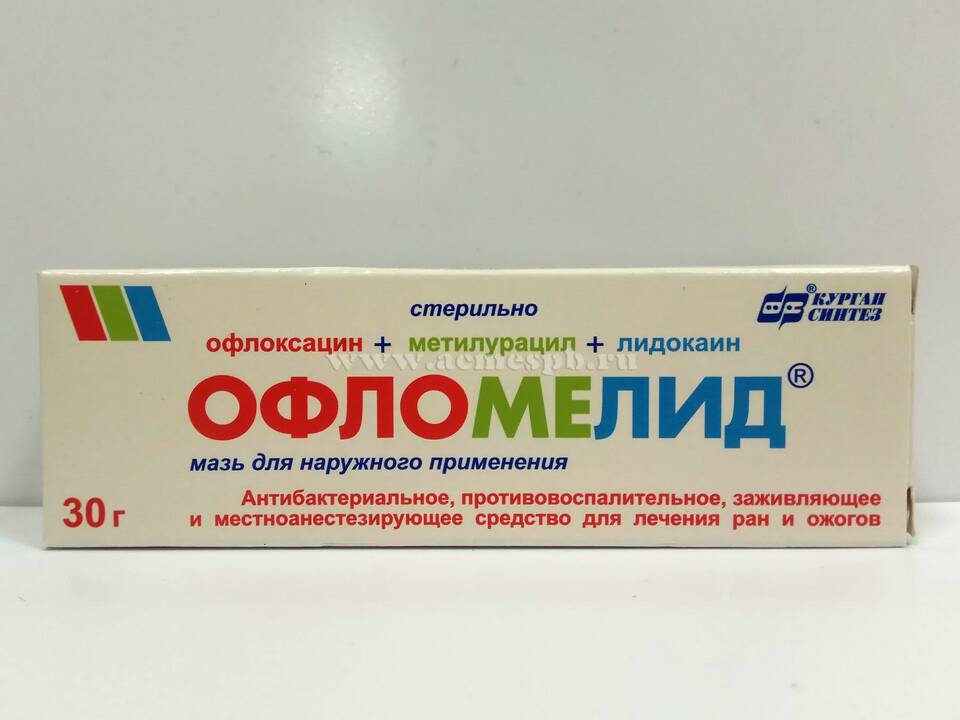 стерильно
® КУРГАН
СИНТЕЗ
офлоксацин + метилурацил + лидокаин
www.acmespb.ru
ОФЛОМЕЛИД®
мазь для наружного применения
30 г
Антибактериальное, противовоспалительное, заживляющее
и местноанестезирующее средство для лечения ран и ожогов